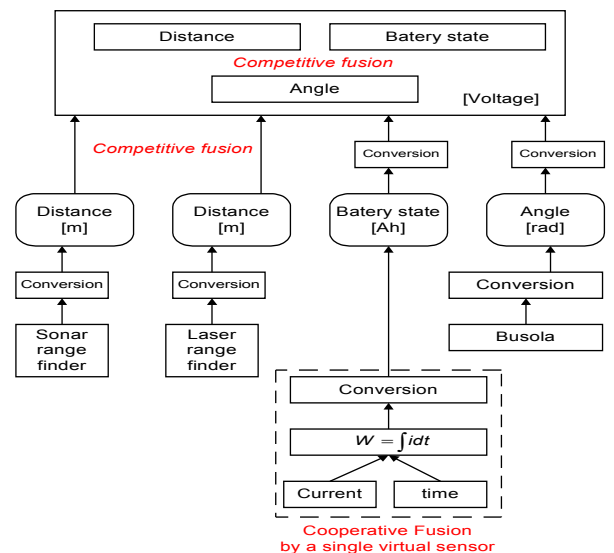 Distance
Batery state
Competitive fusion
Angle
[Voltage]
Competitive fusion
Conversion
Conversion
Distance
[m]
Distance
[m]
Batery state
[Ah]
Angle
[rad]
Conversion
Conversion
Conversion
Sonar
range
finder
Laser
range
finder
Busola
Conversion
W = ∫idt
Current
time
Cooperative Fusion
by a single virtual sensor